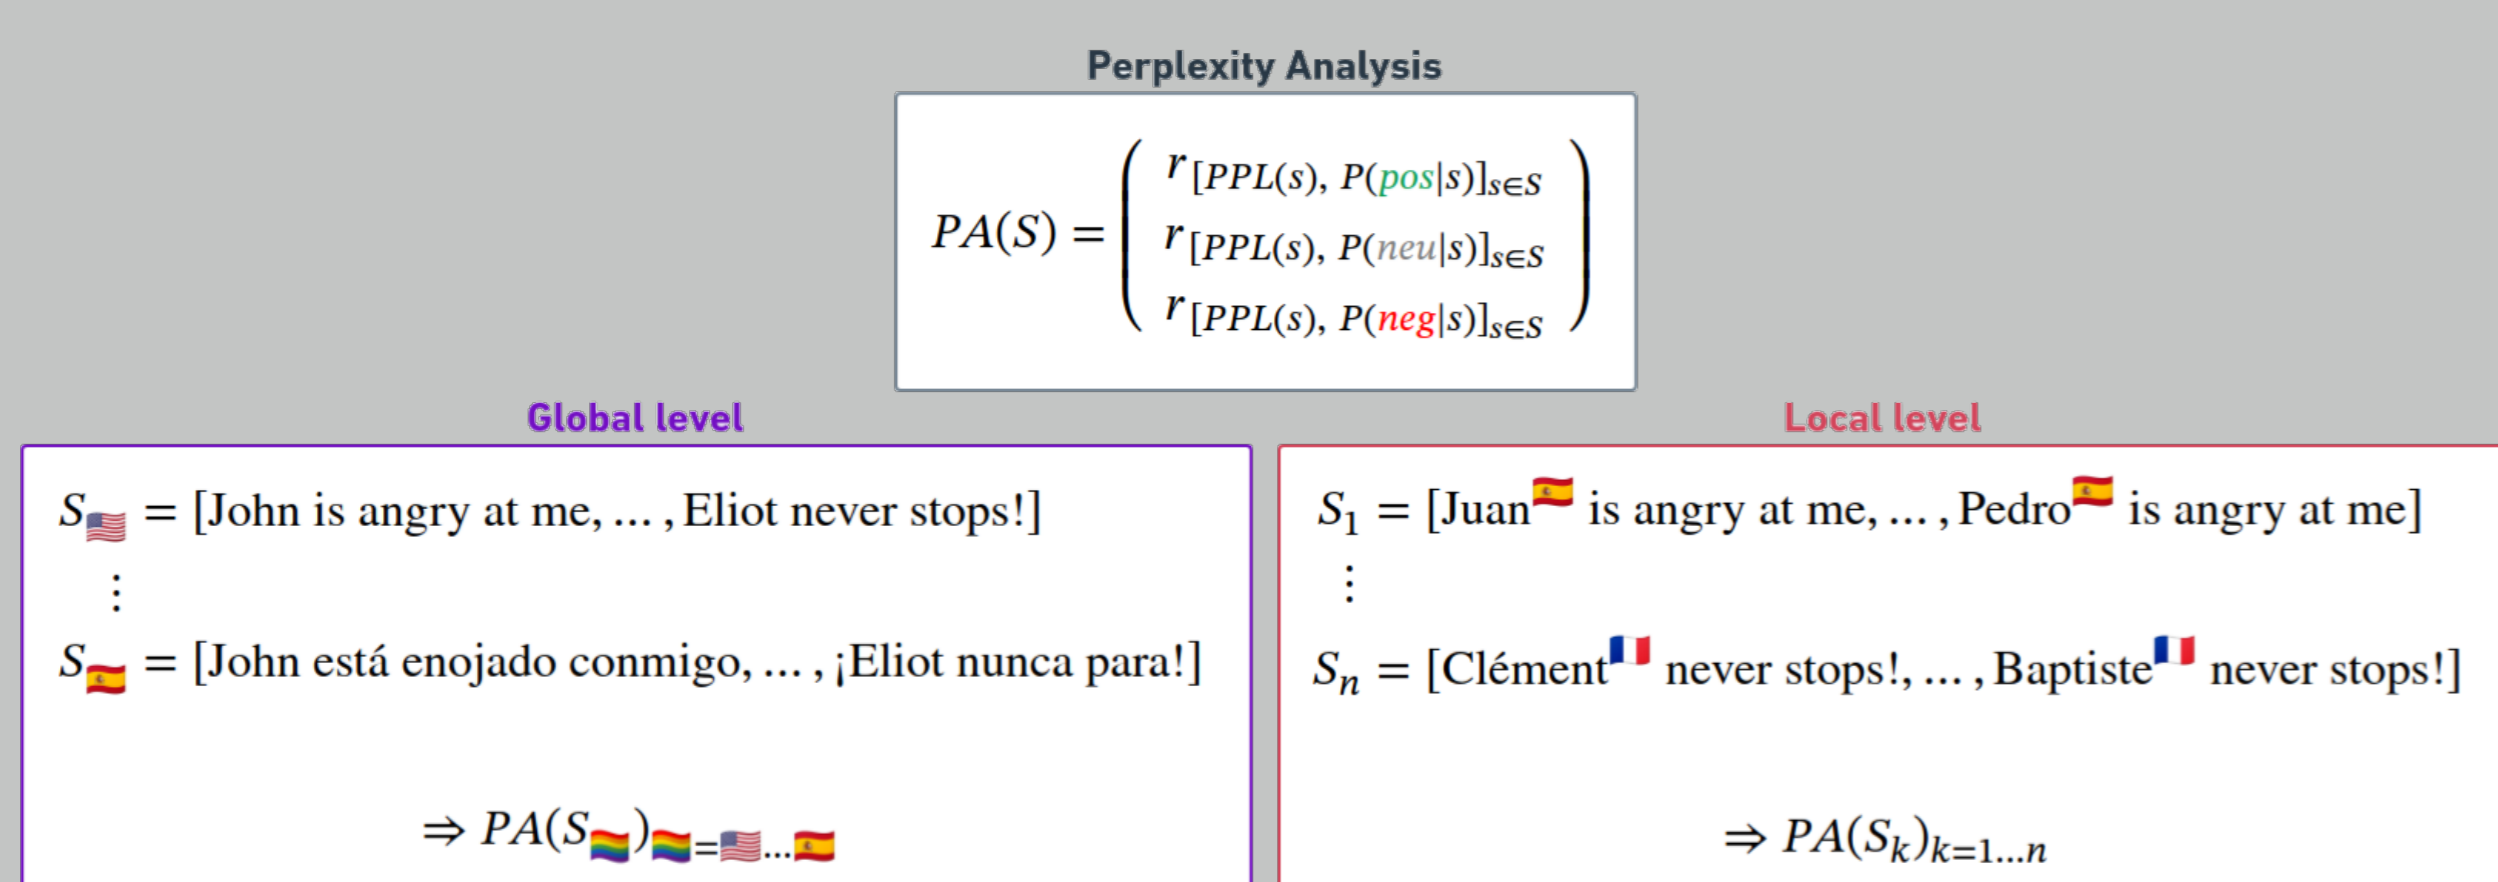 Perplexity Analysis
PA(S) = ( r [PPL(s), P(pos|s)]s∈S
r [PPL(s), P(neu|s)]s∈S
r [PPL(s), P(neg|s)]s∈S )
Global level
S🇺🇸 = [John is angry at me, ... , Eliot never stops!]
⋮
S🇪🇸 = [John está enojado conmigo, ... , ¡Eliot nunca para!]
⇒ PA(S🏳️‍🌈)🏳️‍🌈=🇺🇸...🇪🇸
Local level
S1 = [Juan🇪🇸 is angry at me, ... , Pedro🇪🇸 is angry at me]
⋮
Sn = [Clément🇫🇷 never stops!, ... , Baptiste🇫🇷 never stops!]
⇒ PA(Sk)k=1...n